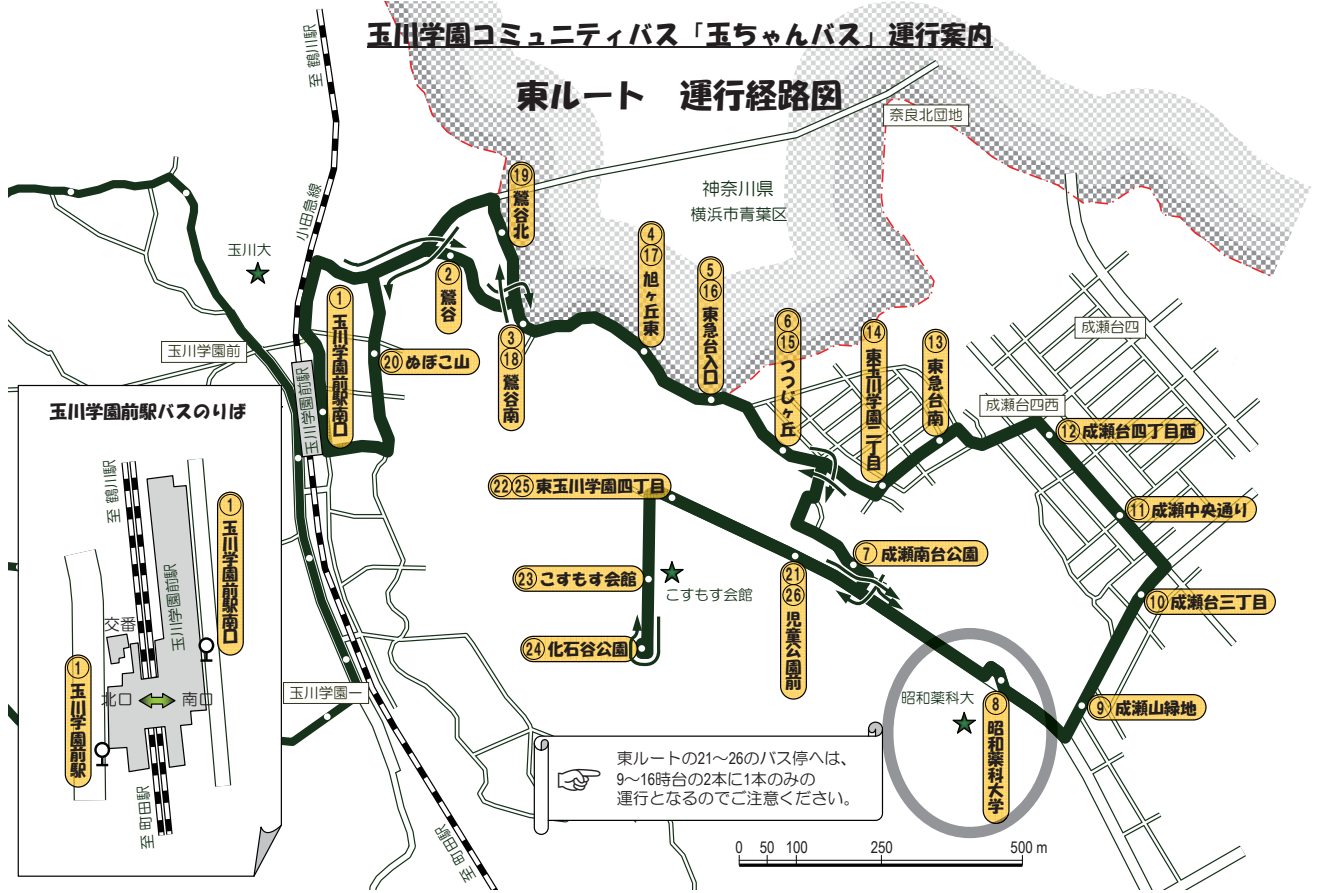 玉川学園コミュニティバス「玉ちゃんバス」運行案内
東ルート　運行経路図
至 鶴川駅
小田急線
奈良北団地
神奈川県
横浜市青葉区
玉川大
玉川学園前
玉川学園前駅
① 玉川学園前駅南口
② 鶯谷
③⑱ 鶯谷南
⑲ 鶯谷北
④⑰ 旭ヶ丘東
⑤⑯ 東急台入口
⑥⑮ つつじヶ丘
⑭ 東玉川学園二丁目
⑬ 東急台南
成瀬台四
成瀬台四西
⑫ 成瀬台四丁目西
⑪ 成瀬中央通り
⑩ 成瀬台三丁目
⑨ 成瀬山緑地
⑧ 昭和薬科大学
昭和薬科大
⑦ 成瀬南台公園
⑳ ぬぼこ山
㉒㉕ 東玉川学園四丁目
㉓ こすもす会館
こすもす会館
㉔ 化石谷公園
㉑㉖ 児童公園前
玉川学園一
至 町田駅
玉川学園前駅バスのりば
至 鶴川駅
① 玉川学園前駅南口
玉川学園前駅
交番
北口
南口
① 玉川学園前駅
至 町田駅
東ルートの21〜26のバス停へは、
9〜16時台の2本に1本のみの
運行となるのでご注意ください。
0 50 100 250 500 m